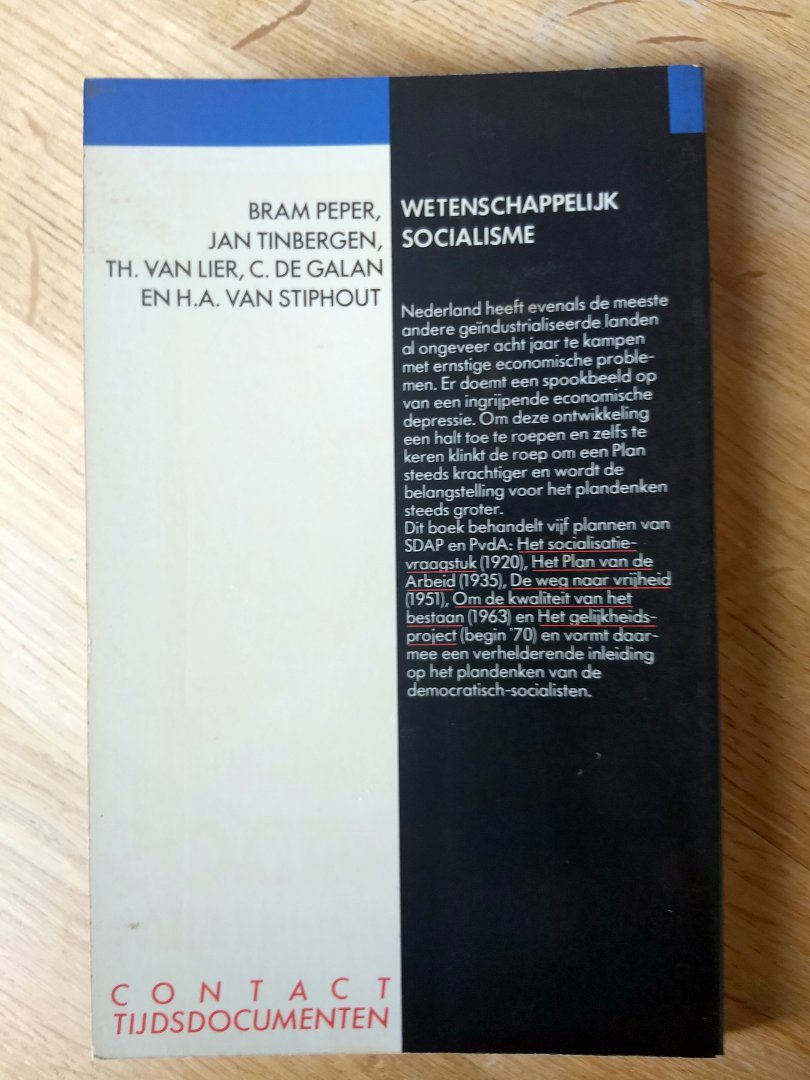 BRAM PEPER,
JAN TINBERGEN,
TH. VAN LIER, C. DE GALAN
EN H.A. VAN STIPHOUT
WETENSCHAPPELIJK
SOCIALISME
Nederland heeft evenals de meeste
andere geïndustrialiseerde landen
al ongeveer acht jaar te kampen
met ernstige economische proble-
men. Er doemt een spookbeeld op
van een ingrijpende economische
depressie. Om deze ontwikkeling
een halt toe te roepen en zelfs te
keren klinkt de roep om een Plan
steeds krachtiger en wordt de
belangstelling voor het plandenken
steeds groter.
Dit boek behandelt vijf plannen van
SDAP en PvdA: Het socialisatie-
vraagstuk (1920), Het Plan van de
Arbeid (1935), De weg naar vrijheid
(1951), Om de kwaliteit van het
bestaan (1963) en Het gelijkheids-
project (begin '70) en vormt daar-
mee een verhelderende inleiding
op het plandenken van de
democratisch-socialisten.
CONTACT
TIJDSDOCUMENTEN